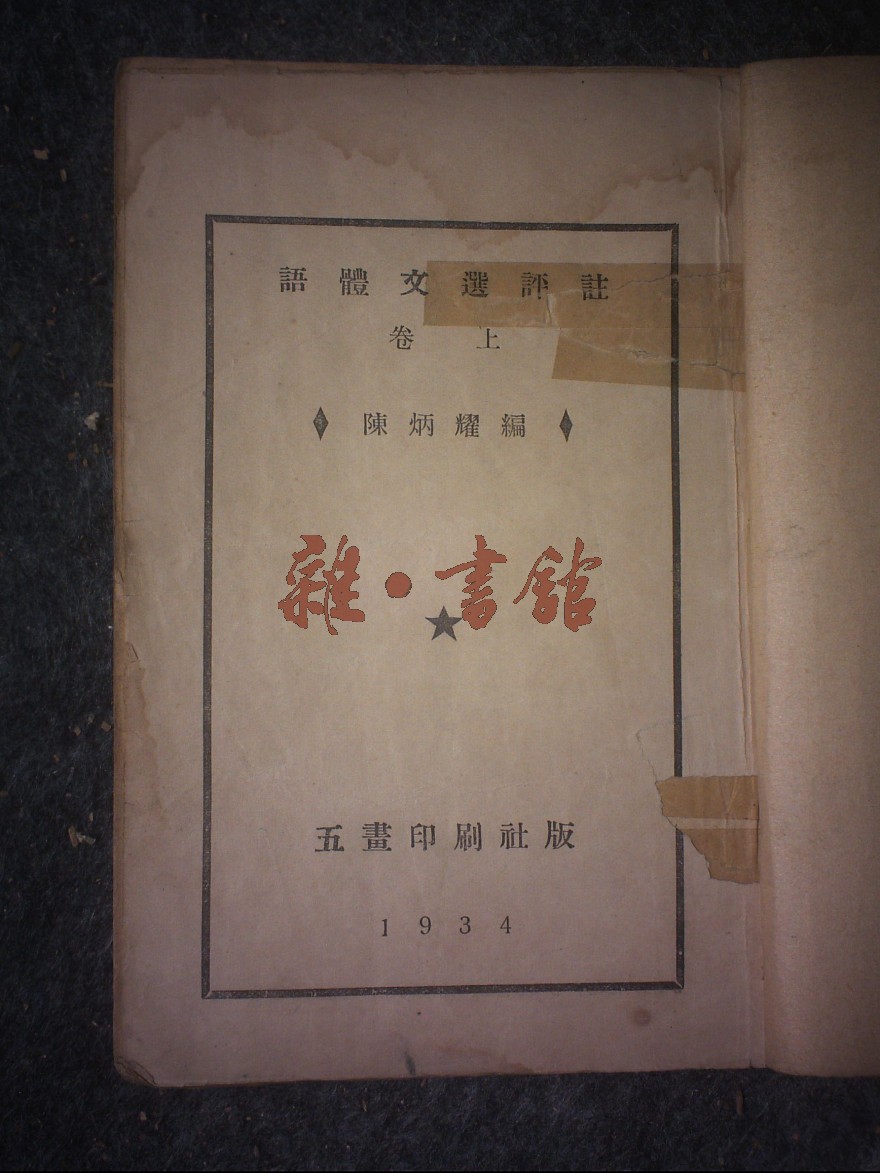 語體文選評註
卷上
陳炳耀編
雜·書館
五畫印刷社版
1934